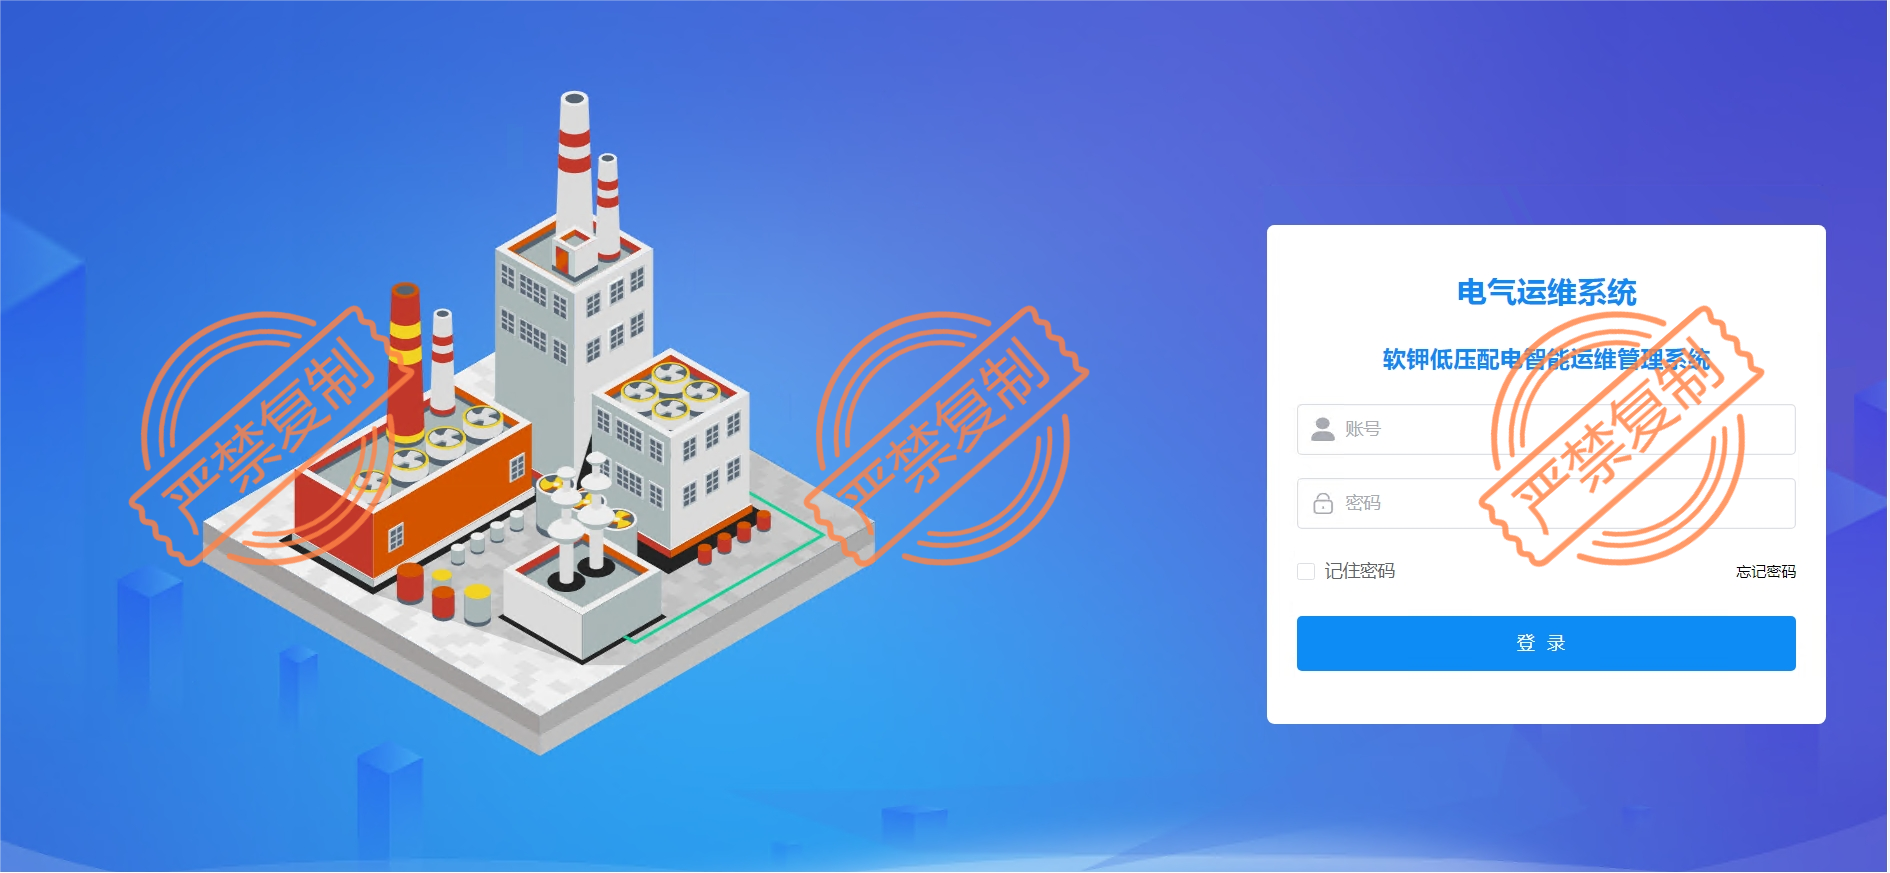 电气运维系统
软钾低压配电智能运维管理系统
账号
密码
记住密码
忘记密码
登 录
严禁复制
严禁复制
严禁复制